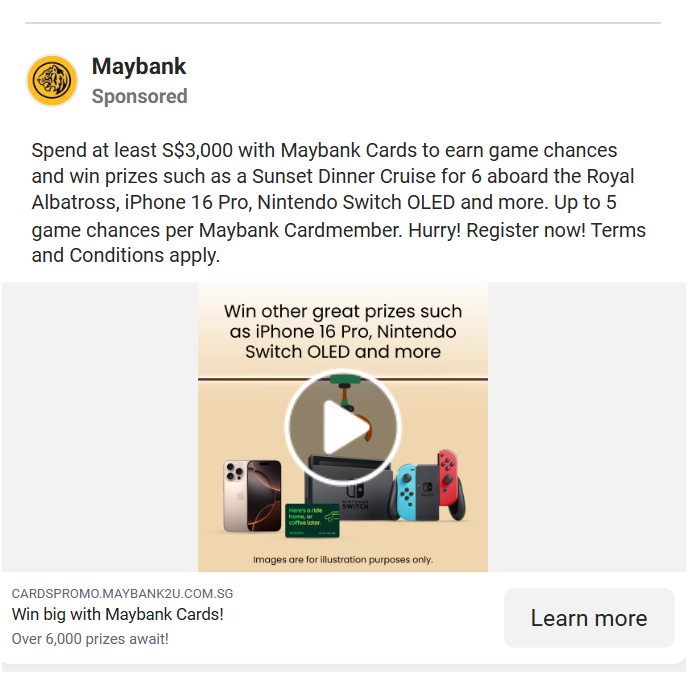 Maybank
Sponsored
Spend at least S$3,000 with Maybank Cards to earn game chances
and win prizes such as a Sunset Dinner Cruise for 6 aboard the Royal
Albatross, iPhone 16 Pro, Nintendo Switch OLED and more. Up to 5
game chances per Maybank Cardmember. Hurry! Register now! Terms
and Conditions apply.
Win other great prizes such
as iPhone 16 Pro, Nintendo
Switch OLED and more
Here's a ride
home, or
coffee later.
NINTENDO
SWITCH
Images are for illustration purposes only.
CARDSPROMO.MAYBANK2U.COM.SG
Win big with Maybank Cards!
Over 6,000 prizes await!
Learn more